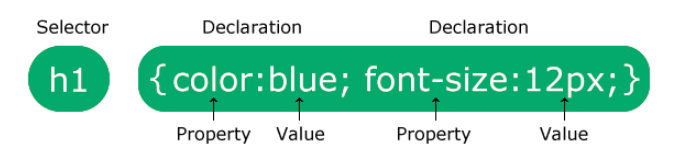 Selector Declaration Declaration
h1 {color:blue; font-size:12px;}
Property Value Property Value